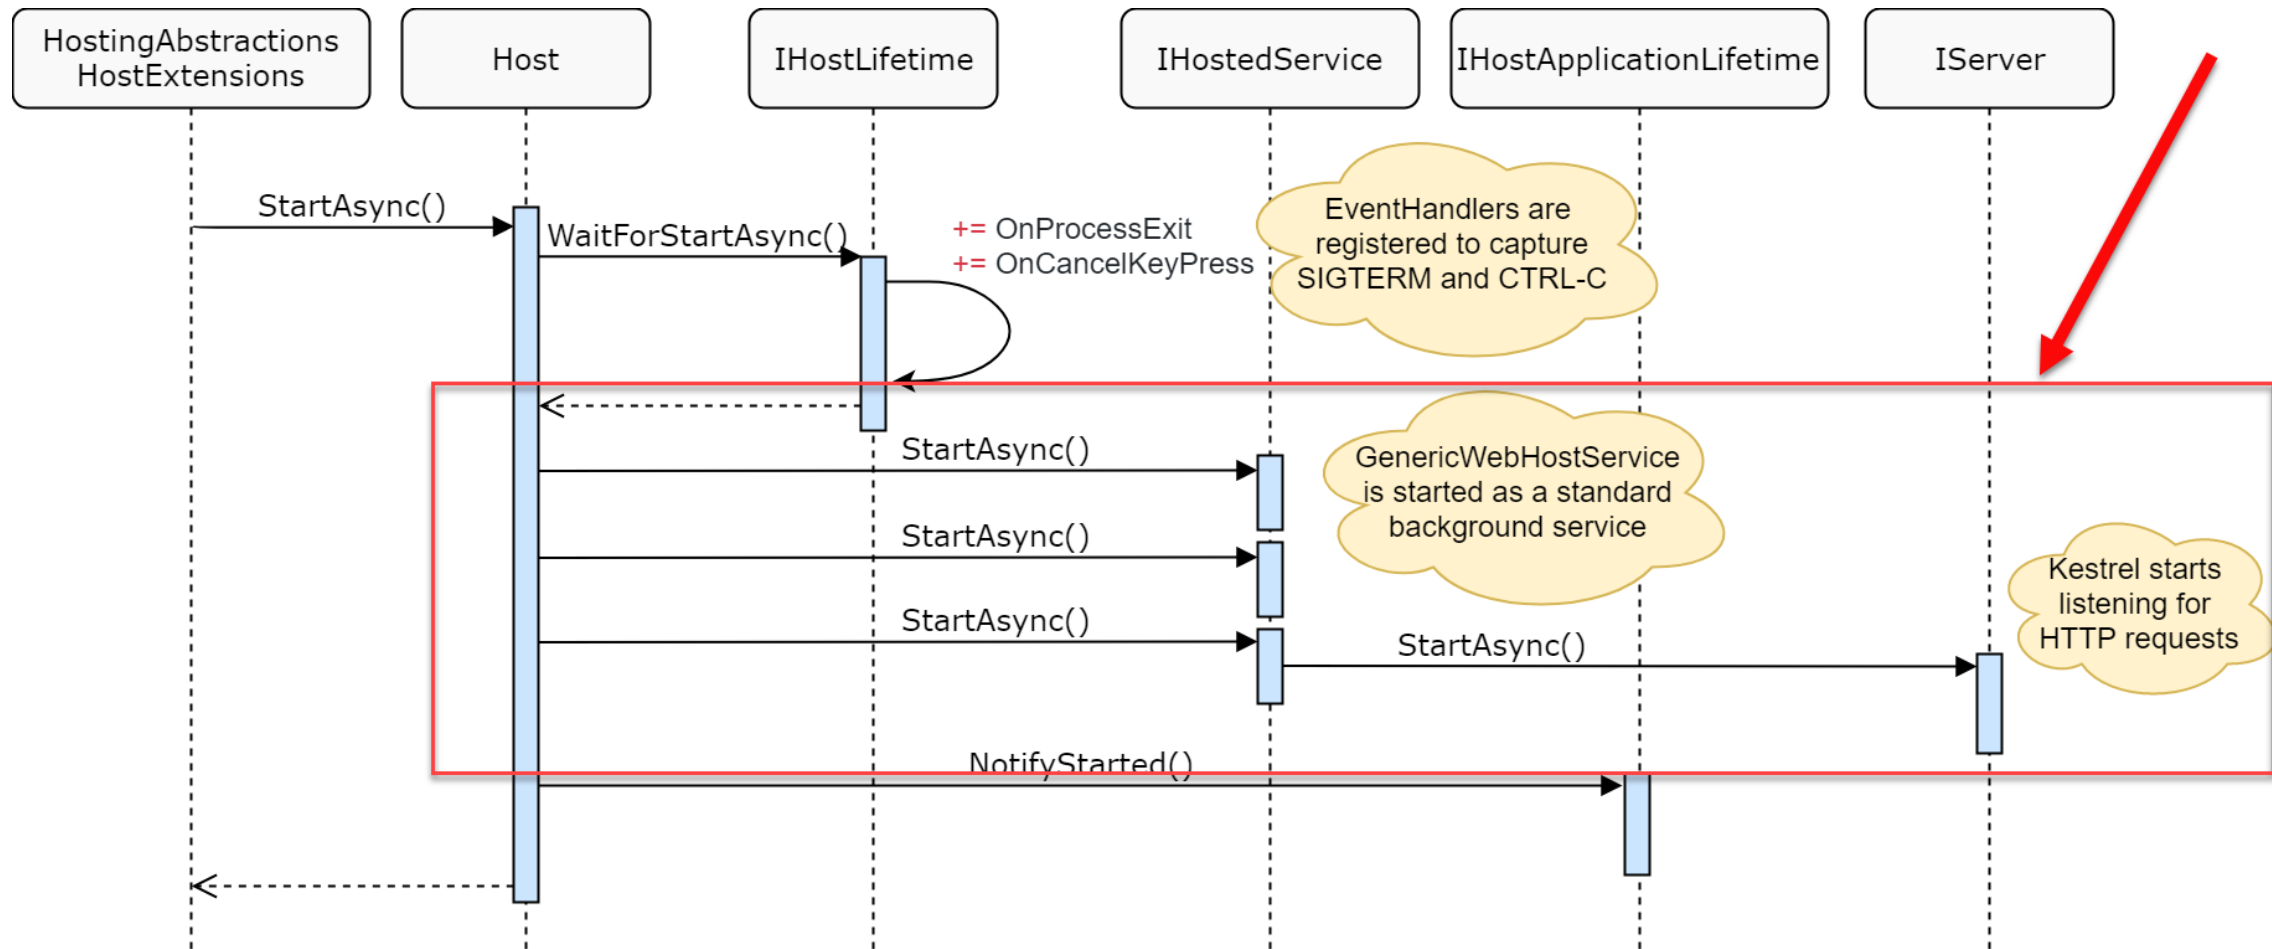 HostingAbstractions
HostExtensions
Host
IHostLifetime
IHostedService
IHostApplicationLifetime
IServer
StartAsync()
WaitForStartAsync()
+= OnProcessExit
+= OnCancelKeyPress
EventHandlers are
registered to capture
SIGTERM and CTRL-C
StartAsync()
GenericWebHostService
is started as a standard
background service
StartAsync()
StartAsync()
StartAsync()
Kestrel starts
listening for
HTTP requests
NotifyStarted()